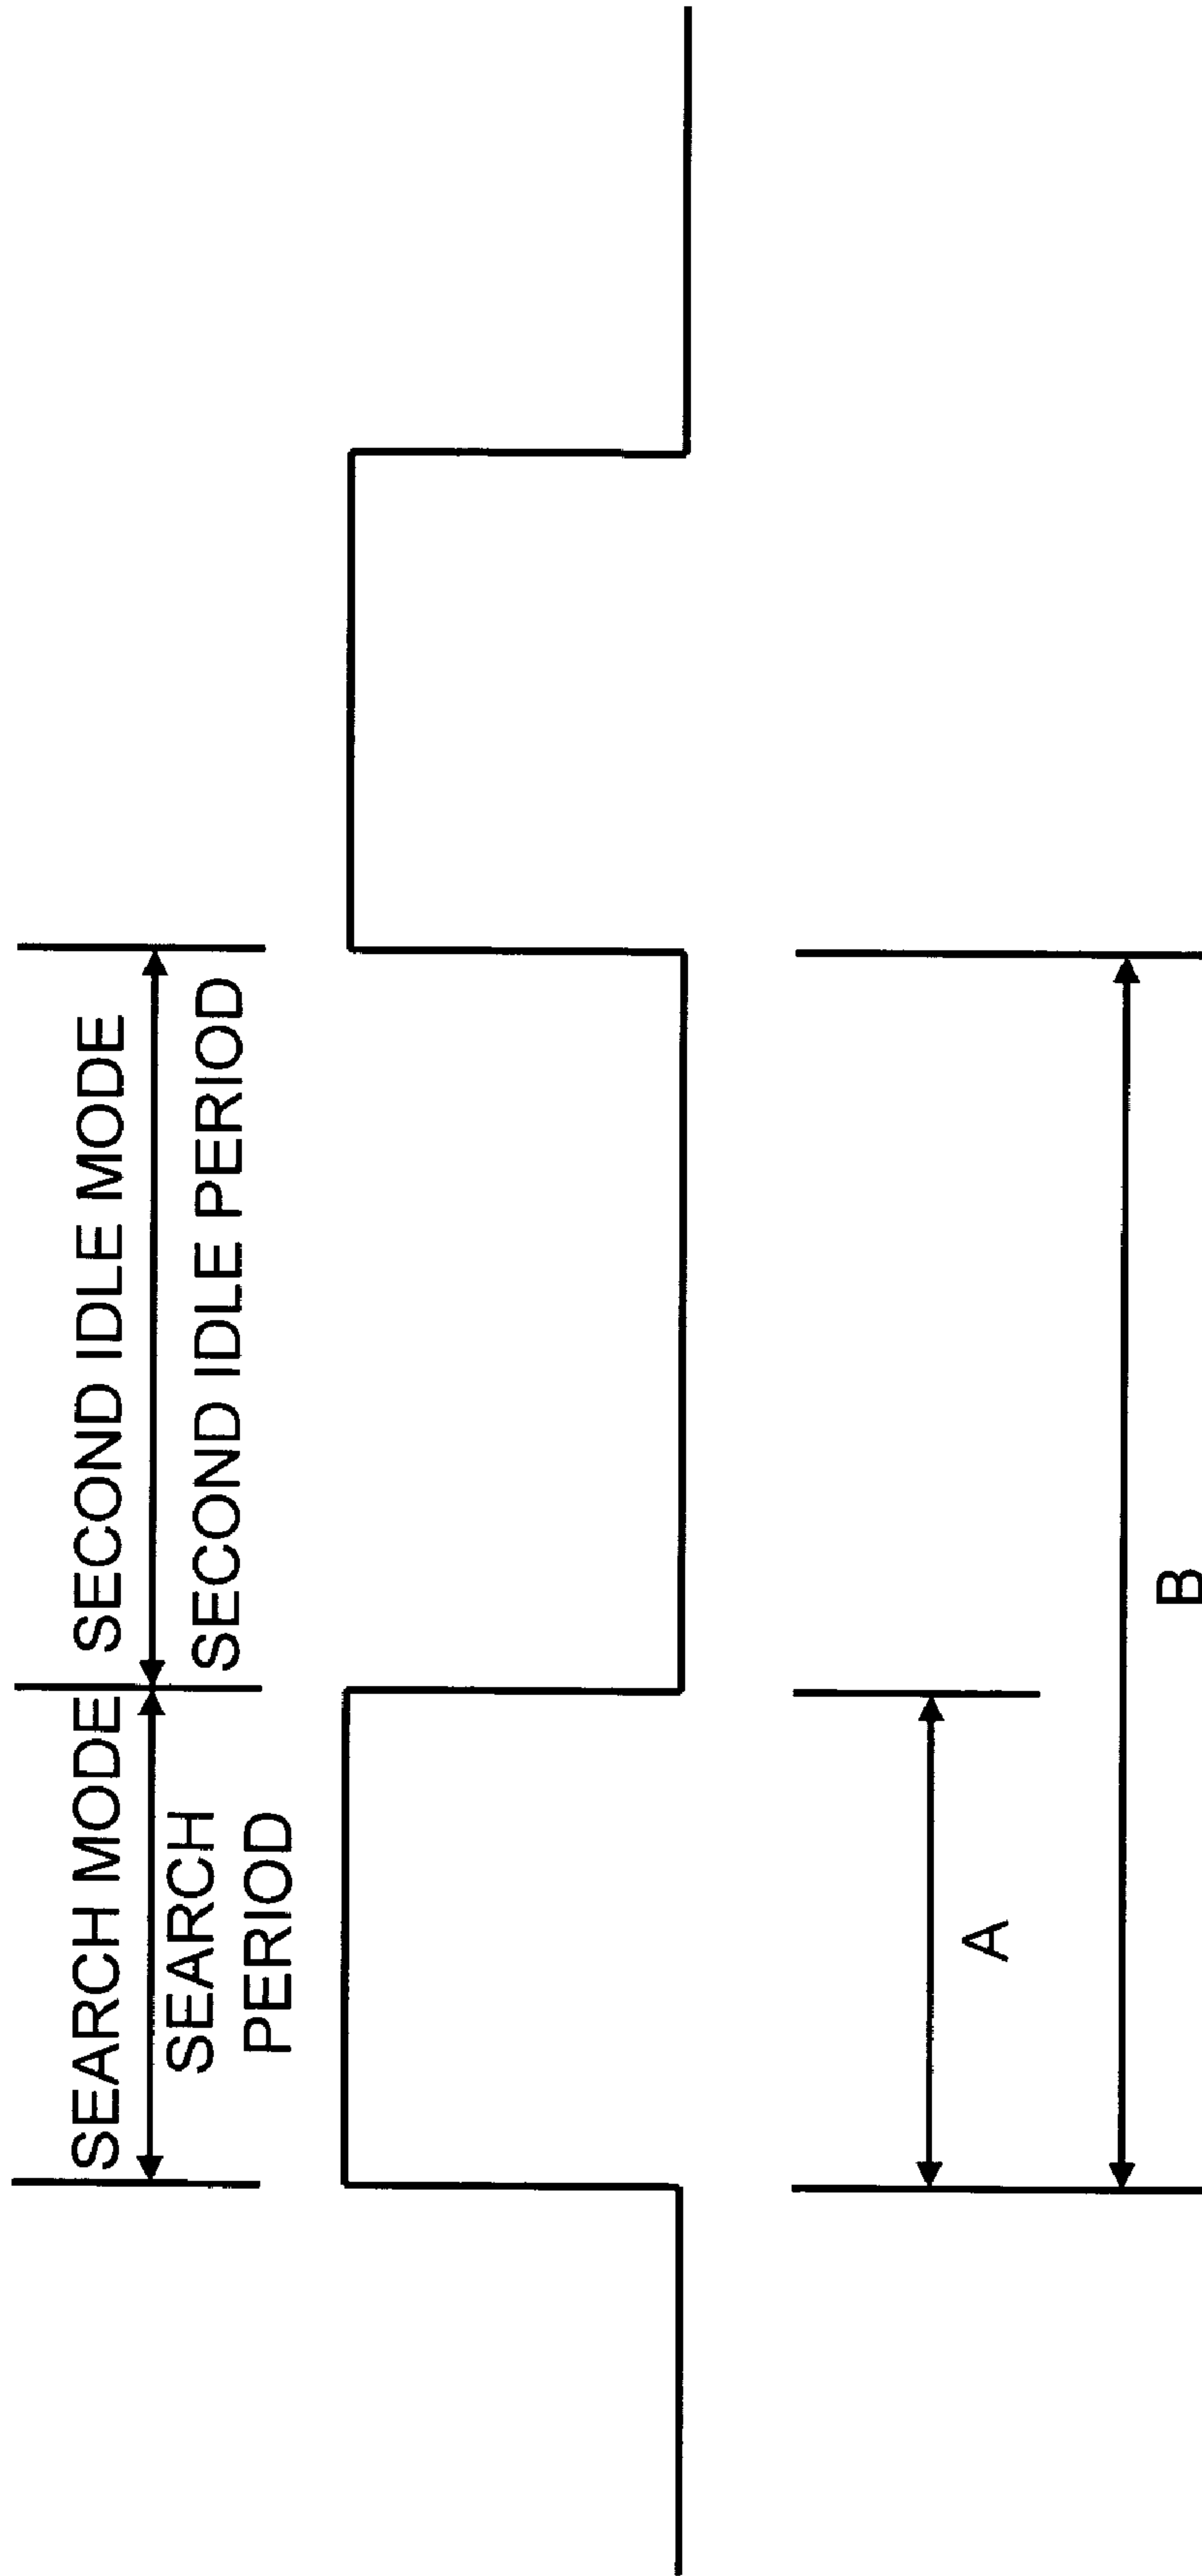 SEARCH MODE
SECOND IDLE MODE
SEARCH
PERIOD
SECOND IDLE PERIOD
A
B